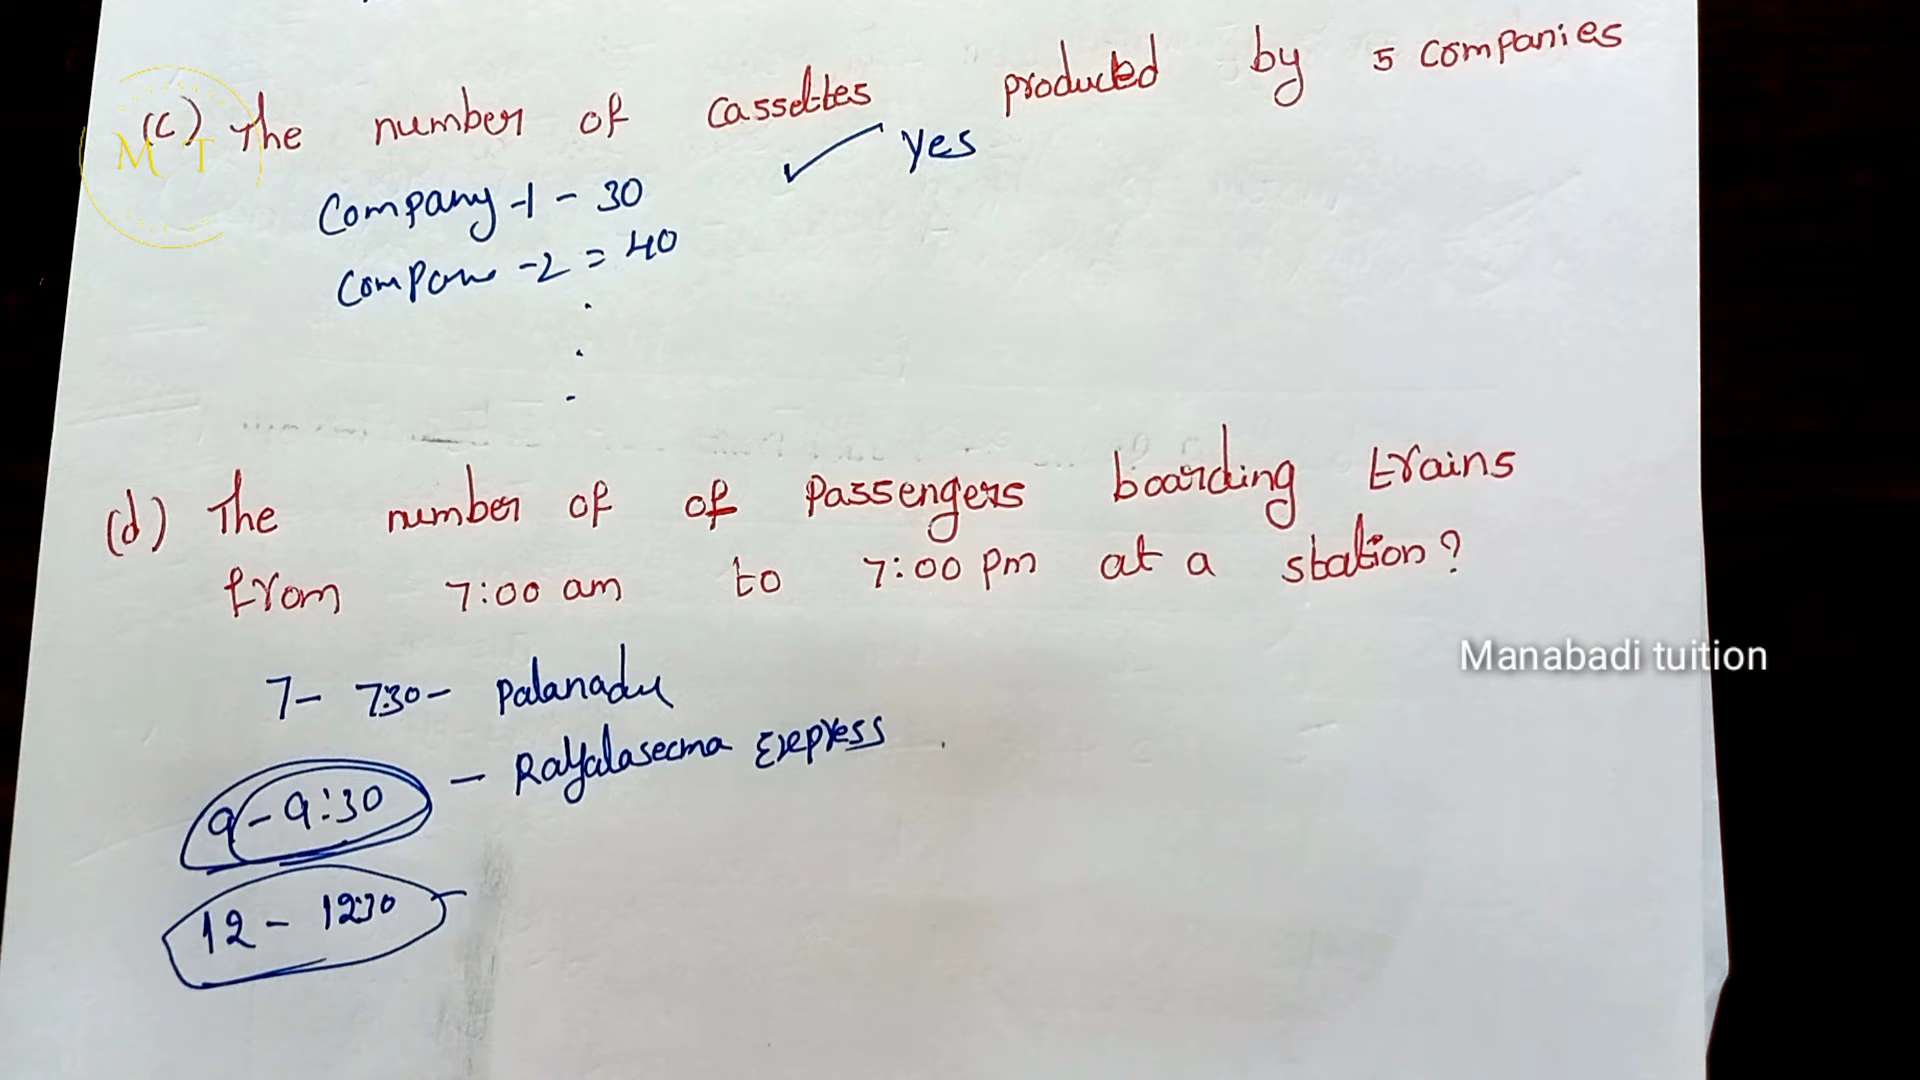 (c) The number of cassettes produced by 5 companies
M T
yes
Company -1 - 30
-2 = 40
(d) The number of of passengers boarding trains
from 7:00 am to 7:00 pm at a station?
7 - 7:30 - Palanadu
9 - 9:30 - Rayalaseema Express
12 - 12:30 -
Manabadi tuition